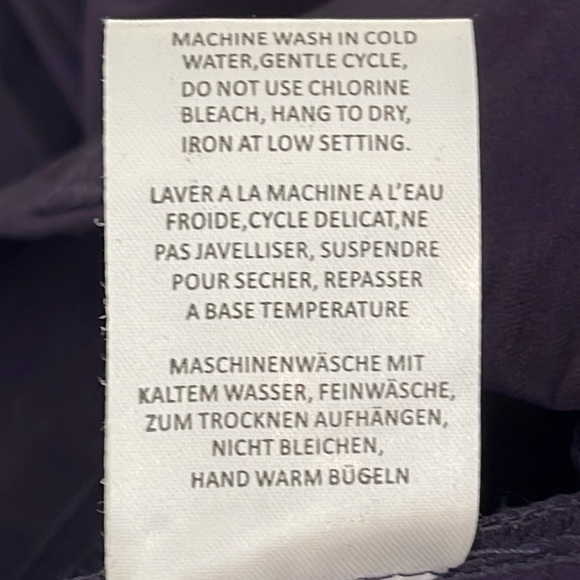 MACHINE WASH IN COLD
WATER,GENTLE CYCLE,
DO NOT USE CHLORINE
BLEACH, HANG TO DRY,
IRON AT LOW SETTING.
LAVER A LA MACHINE A L'EAU
FROIDE,CYCLE DELICAT,NE
PAS JAVELLISER, SUSPENDRE
POUR SECHER, REPASSER
A BASE TEMPERATURE
MASCHINENWÄSCHE MIT
KALTEM WASSER, FEINWÄSCHE,
ZUM TROCKNEN AUFHÄNGEN,
NICHT BLEICHEN,
HAND WARM BÜGELN